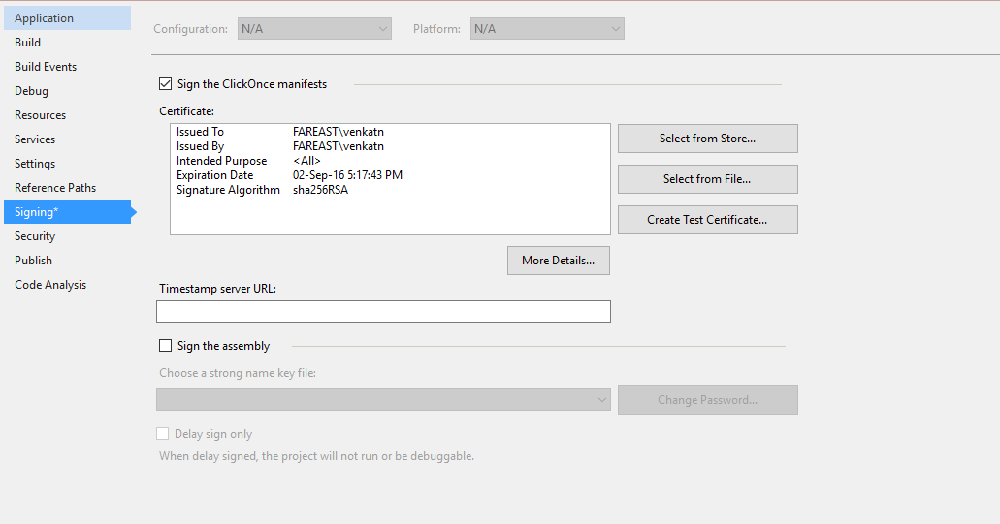 Application
Build
Build Events
Debug
Resources
Services
Settings
Reference Paths
Signing*
Security
Publish
Code Analysis
Configuration: N/A Platform: N/A
Sign the ClickOnce manifests
Certificate:
Issued To FAREAST\venkatn
Issued By FAREAST\venkatn
Intended Purpose <All>
Expiration Date 02-Sep-16 5:17:43 PM
Signature Algorithm sha256RSA
Select from Store...
Select from File...
Create Test Certificate...
More Details...
Timestamp server URL:
Sign the assembly
Choose a strong name key file:
Change Password...
Delay sign only
When delay signed, the project will not run or be debuggable.